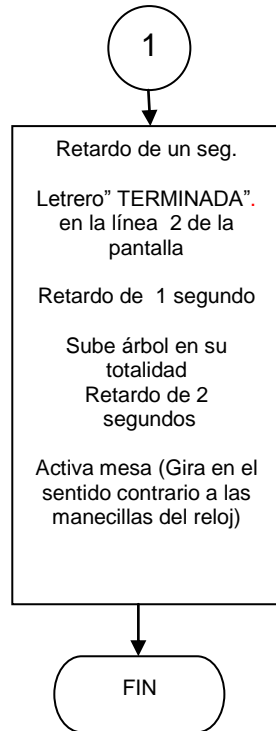 1
Retardo de un seg.
Letrero” TERMINADA”.
en la línea 2 de la
pantalla
Retardo de 1 segundo
Sube árbol en su
totalidad
Retardo de 2
segundos
Activa mesa (Gira en el
sentido contrario a las
manecillas del reloj)
FIN